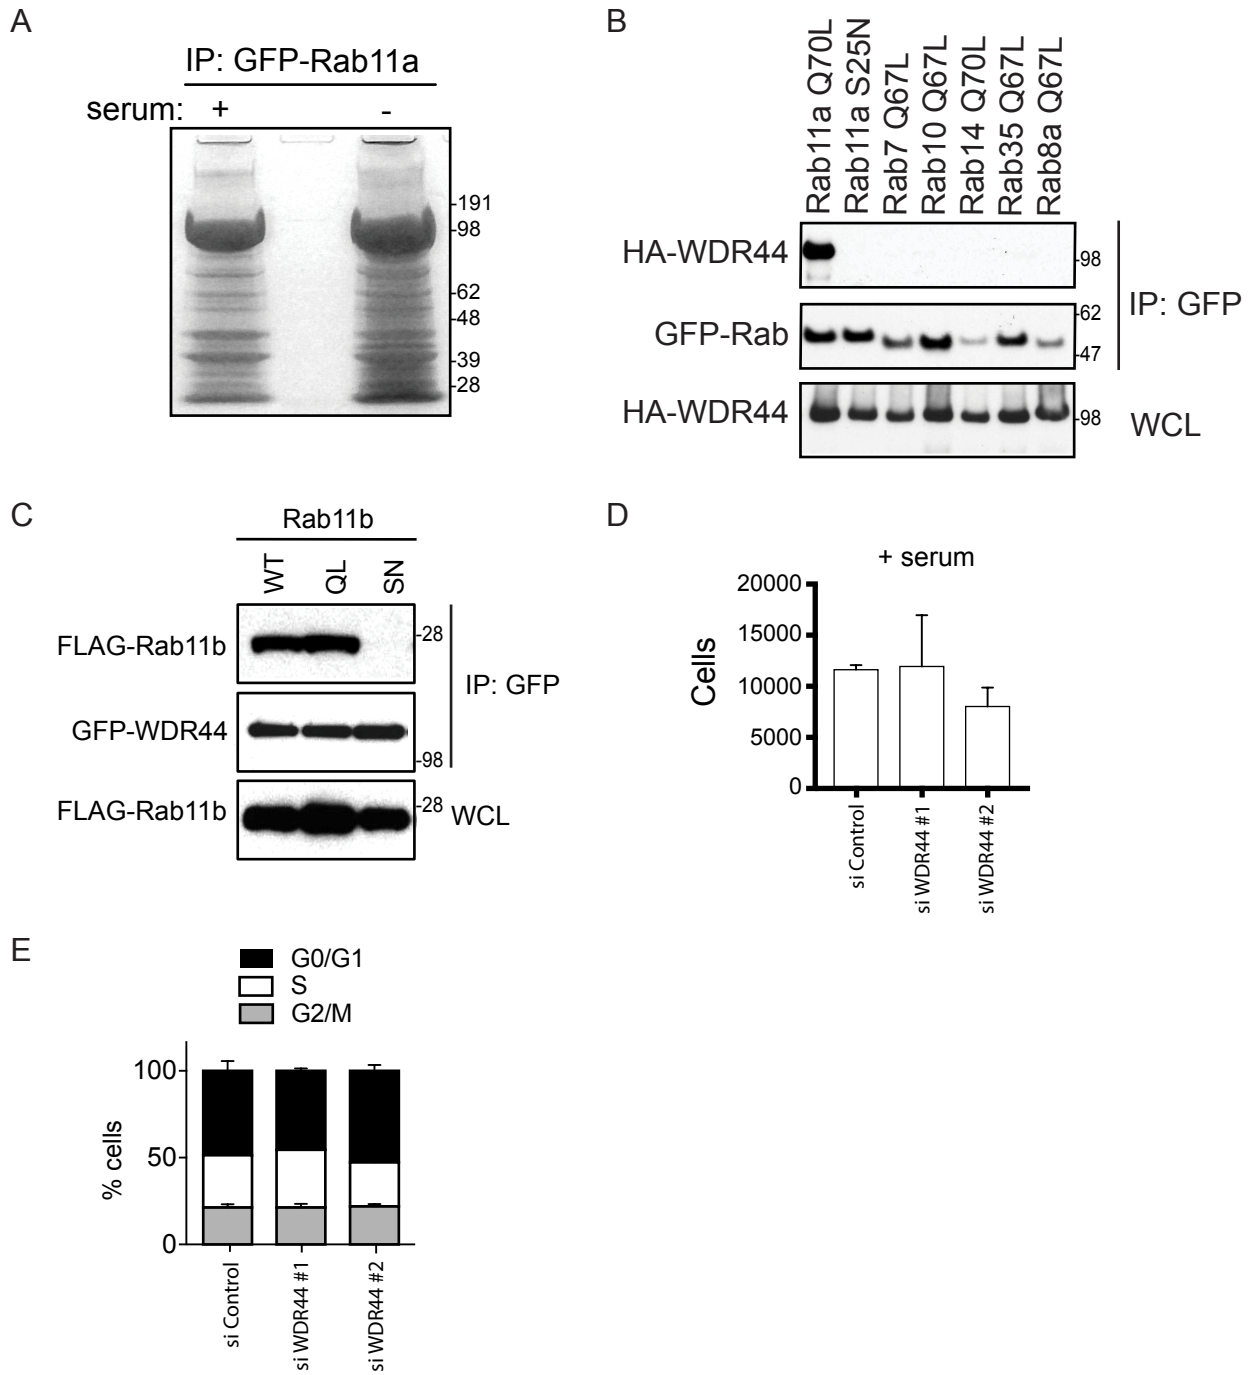 A
IP: GFP-Rab11a
serum: + -
-191
-98
-62
-48
-39
-28
B
Rab11a Q70L
Rab11a S25N
Rab7 Q67L
Rab10 Q67L
Rab14 Q70L
Rab35 Q67L
Rab8a Q67L
HA-WDR44
-98
GFP-Rab
-62
-47
IP: GFP
HA-WDR44
-98
WCL
C
Rab11b
WT
QL
SN
FLAG-Rab11b
-28
IP: GFP
GFP-WDR44
-98
FLAG-Rab11b
-28
WCL
D
+ serum
Cells
20000
15000
10000
5000
0
si Control
si WDR44 #1
si WDR44 #2
E
G0/G1
S
G2/M
% cells
100
50
0
si Control
si WDR44 #1
si WDR44 #2